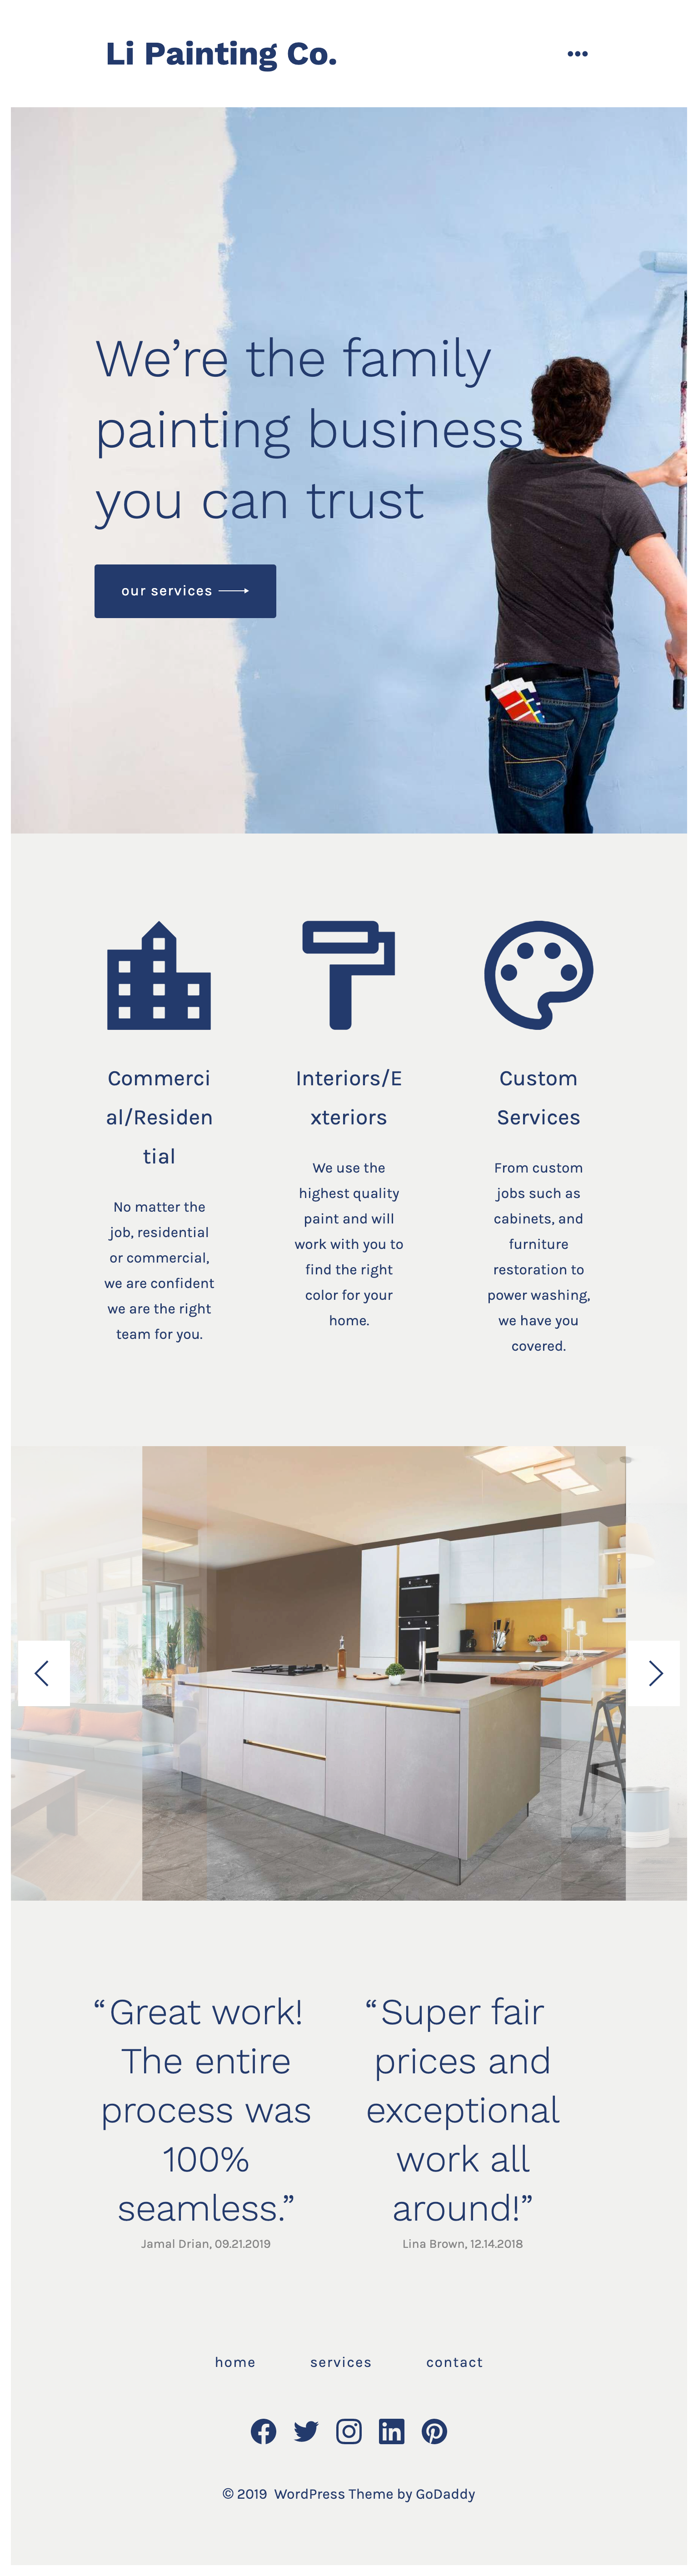 Li Painting Co.
We’re the family
painting business
you can trust
our services
Commerci
al/Residen
tial
No matter the
job, residential
or commercial,
we are confident
we are the right
team for you.
Interiors/E
xteriors
We use the
highest quality
paint and will
work with you to
find the right
color for your
home.
Custom
Services
From custom
jobs such as
cabinets, and
furniture
restoration to
power washing,
we have you
covered.
“Great work!
The entire
process was
100%
seamless.”
Jamal Drian, 09.21.2019
“Super fair
prices and
exceptional
work all
around!”
Lina Brown, 12.14.2018
home services contact
© 2019 WordPress Theme by GoDaddy